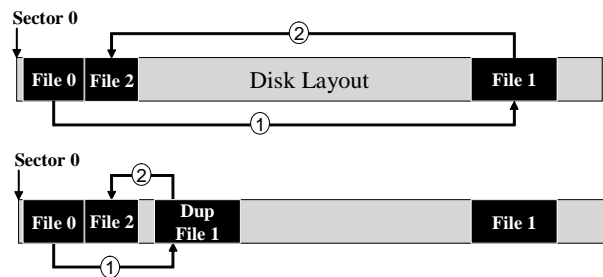 Sector 0
②
File 0 File 2 Disk Layout File 1
①
Sector 0
②
File 0 File 2 Dup File 1 File 1
①